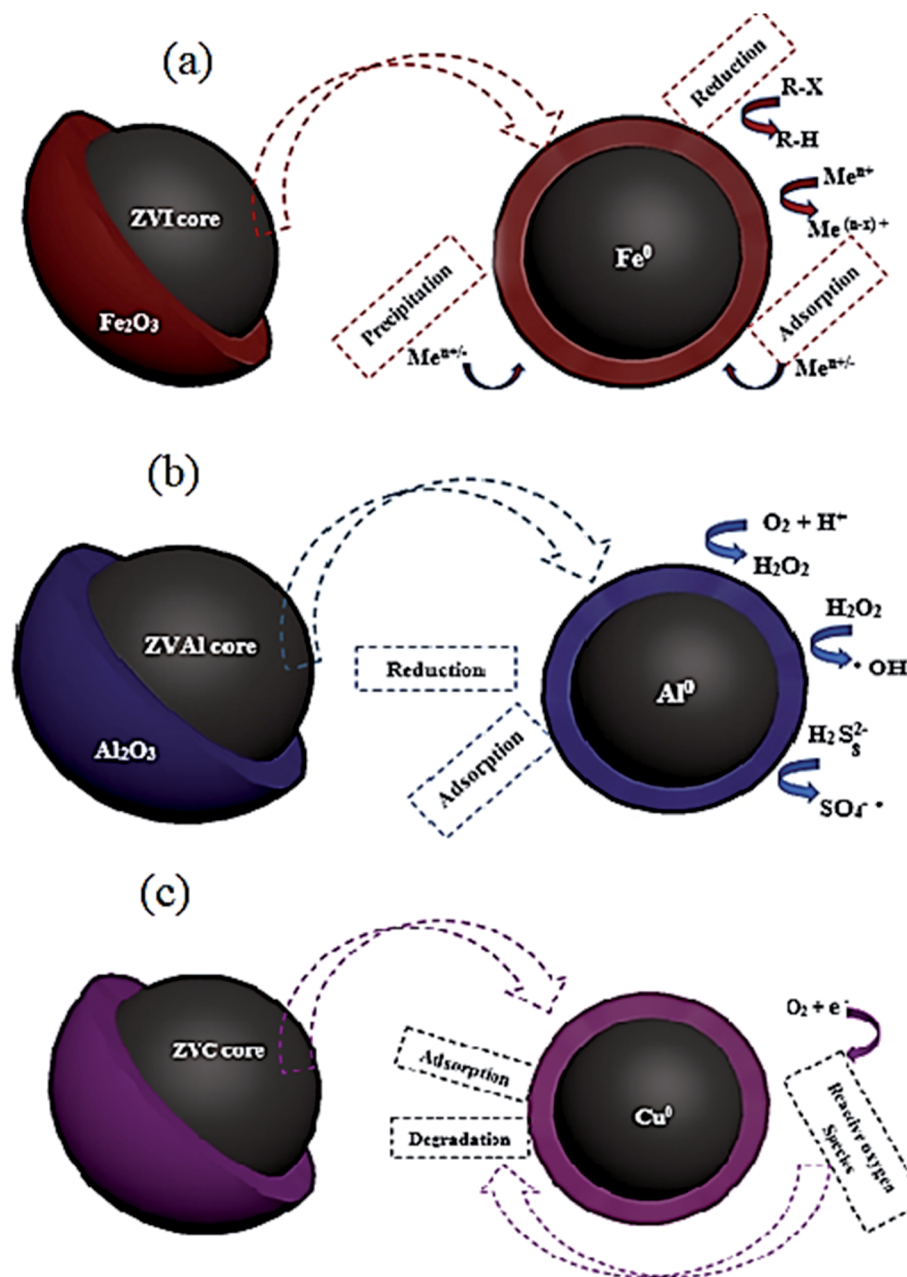 (a)
ZVI core
Fe₂O₃
Fe⁰
Reduction
R-X
R-H
Meⁿ⁺
Me⁽ⁿ⁻ˣ⁾⁺
Precipitation
Meⁿ⁺/⁻
Adsorption
Meⁿ⁺/⁻
(b)
ZVAl core
Al₂O₃
Al⁰
O₂ + H⁺
H₂O₂
H₂O₂
• OH
Reduction
Adsorption
H₂S₈²⁻
SO₄⁻ •
(c)
ZVC core
Cu⁰
Adsorption
Degradation
O₂ + e⁻
Reactive oxygen
Species